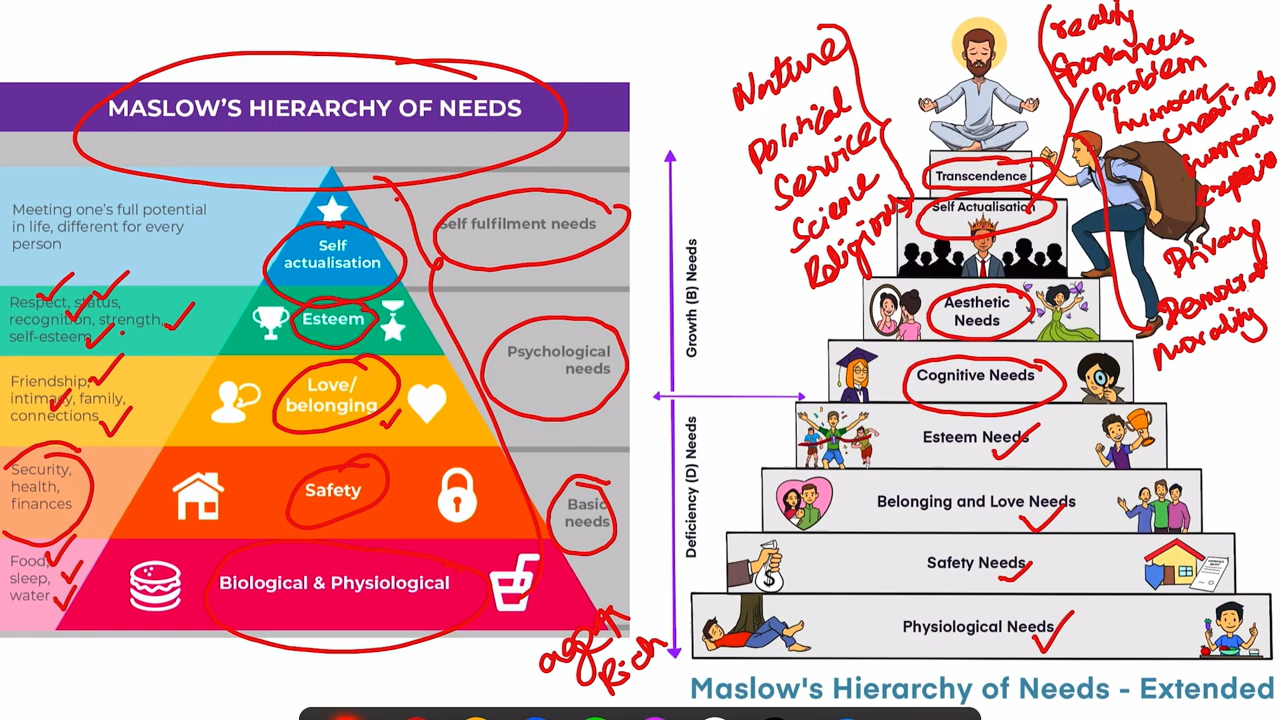 MASLOW'S HIERARCHY OF NEEDS
Meeting one's full potential
in life, different for every
person
Self
actualisation
Self fulfilment needs
Respect, status,
recognition, strength,
self-esteem
Esteem
Psychological
needs
Friendship,
intimacy, family,
connections
Love/
belonging
Security,
health,
finances
Safety
Basic
needs
Food,
sleep,
water
Biological & Physiological
age
Rich
Nature
Political
Service
Science
Religious
reality
Problem
Privacy
Morality
Growth (B) Needs
Deficiency (D) Needs
Transcendence
Self Actualisation
Aesthetic
Needs
Cognitive Needs
Esteem Needs
Belonging and Love Needs
Safety Needs
$
Physiological Needs
Maslow's Hierarchy of Needs - Extended